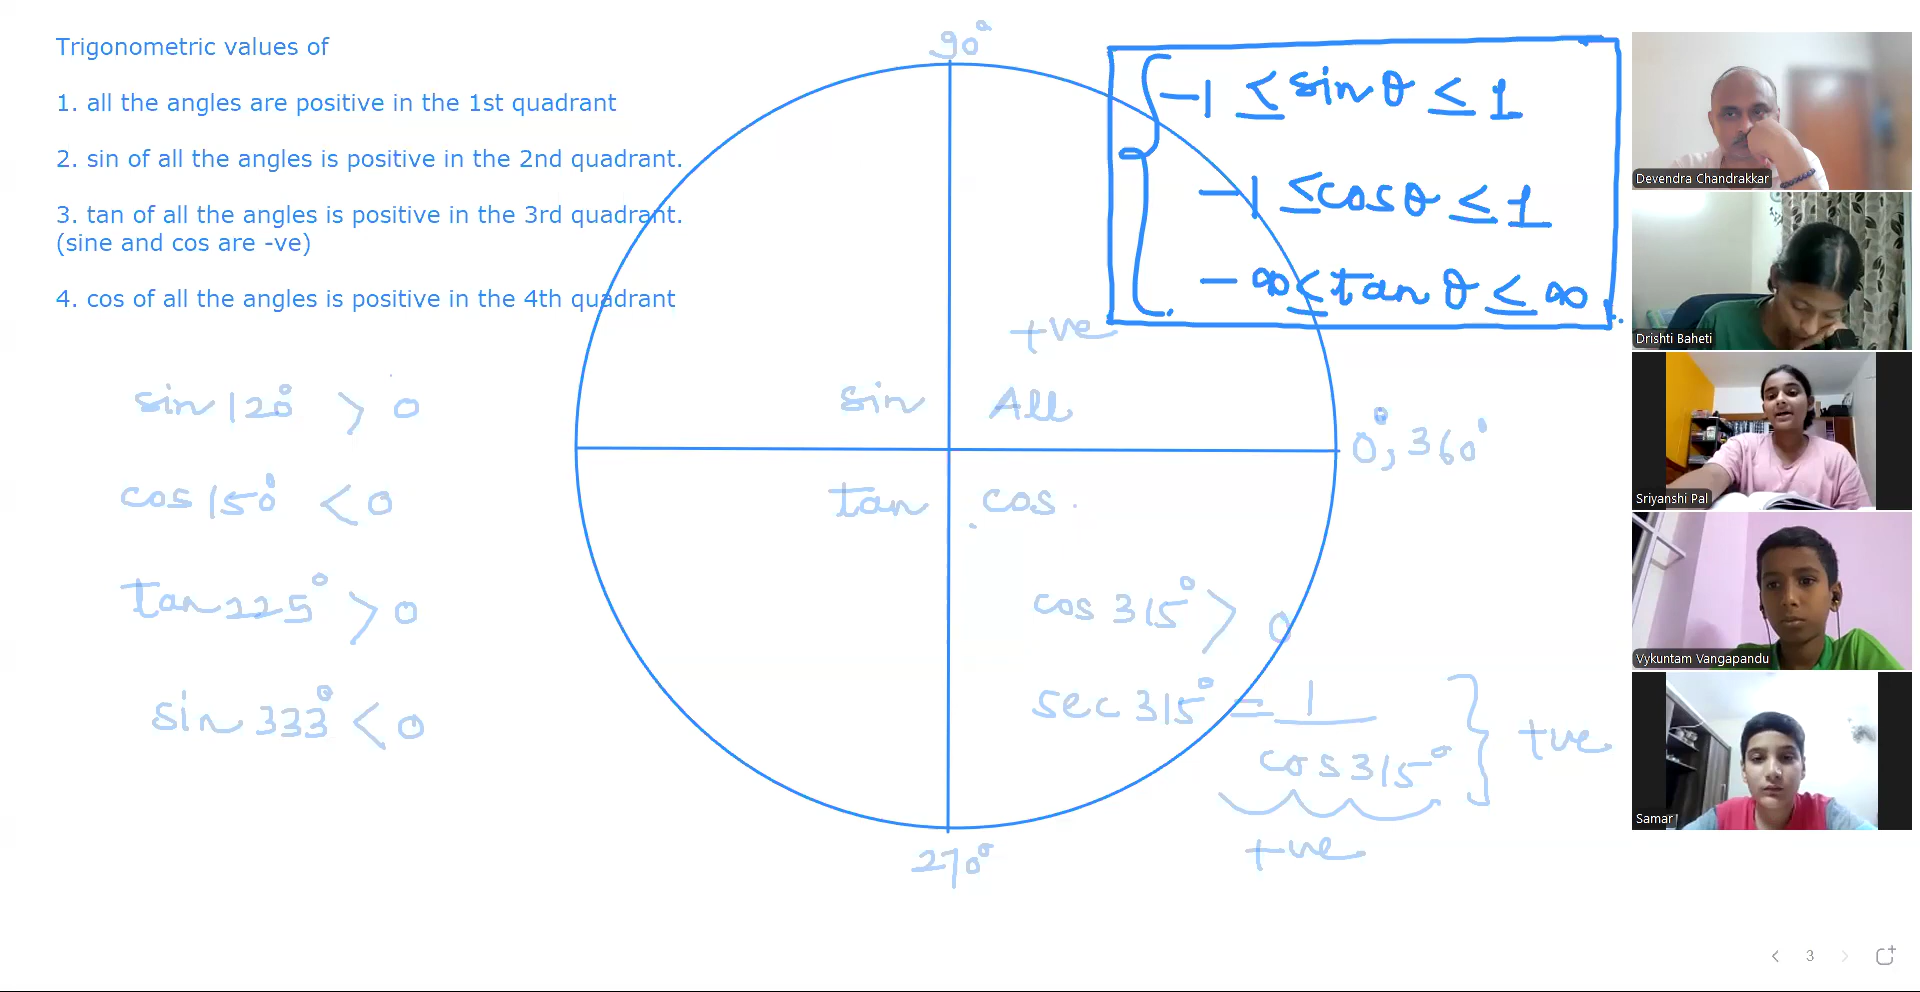 Trigonometric values of
1. all the angles are positive in the 1st quadrant
2. sin of all the angles is positive in the 2nd quadrant.
3. tan of all the angles is positive in the 3rd quadrant.
(sine and cos are -ve)
4. cos of all the angles is positive in the 4th quadrant
sin 120° > 0
cos 150° < 0
tan 225° > 0
sin 333° < 0
90°
-1 ≤ sin θ ≤ 1
-1 ≤ cos θ ≤ 1
-∞ ≤ tan θ ≤ ∞
+ve
sin All
0°, 360°
tan cos
cos 315° > 0
sec 315° = 1
cos 315°
+ve
+ve
270°
Devendra Chandrakkar
Drishti Baheti
Sriyanshi Pal
Vykuntam Vangapandu
Samar
3